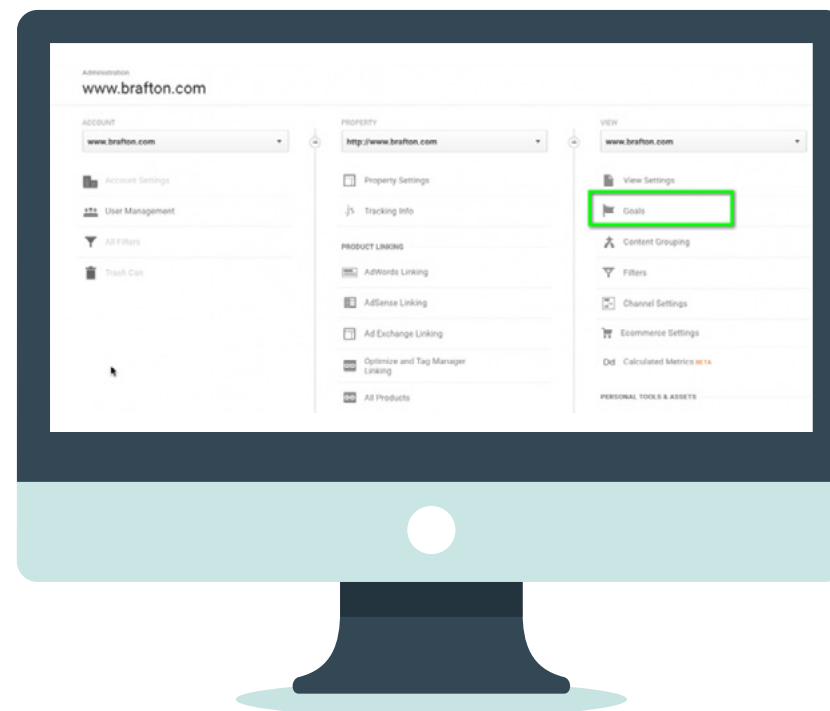 Administration
www.brafton.com
ACCOUNT
www.brafton.com
Account Settings
User Management
All Filters
Trash Can
PROPERTY
http://www.brafton.com
Property Settings
.js Tracking Info
PRODUCT LINKING
AdWords Linking
AdSense Linking
Ad Exchange Linking
Optimize and Tag Manager
Linking
All Products
VIEW
www.brafton.com
View Settings
Goals
Content Grouping
Filters
Channel Settings
Ecommerce Settings
Dd Calculated Metrics BETA
PERSONAL TOOLS & ASSETS